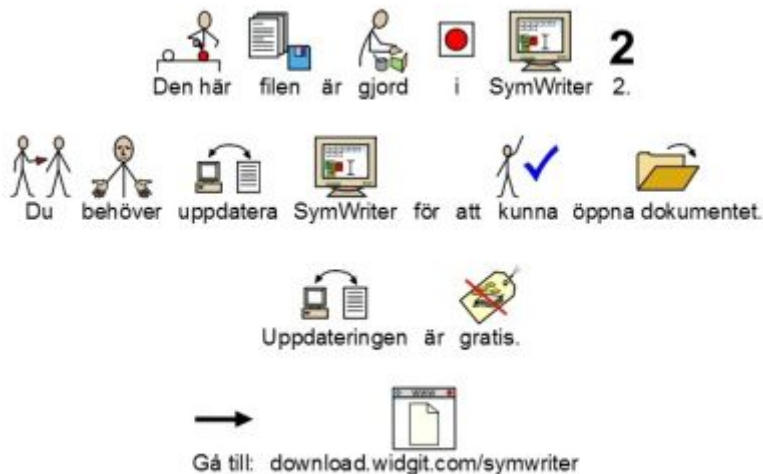 2
Den här filen är gjord i SymWriter 2.
Du behöver uppdatera SymWriter för att kunna öppna dokumentet.
Uppdateringen är gratis.
www
Gå till: download.widgit.com/symwriter